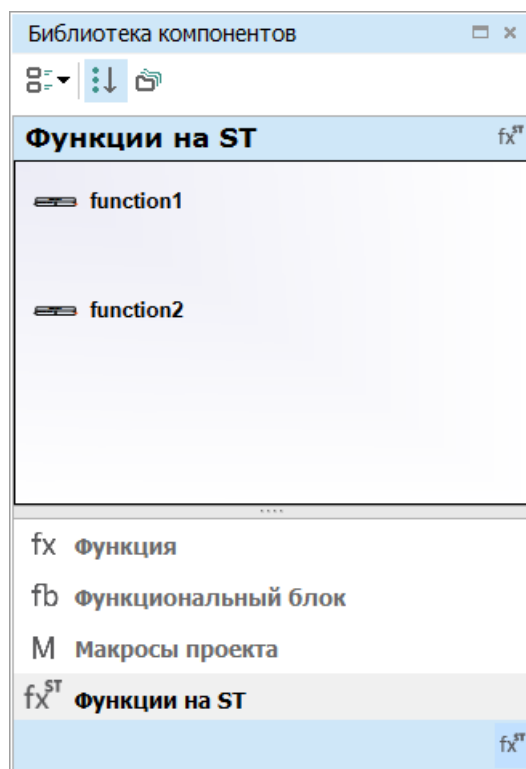 Библиотека компонентов
Функции на ST fxST
function1
function2
fx Функция
fb Функциональный блок
M Макросы проекта
fxST Функции на ST
fxST